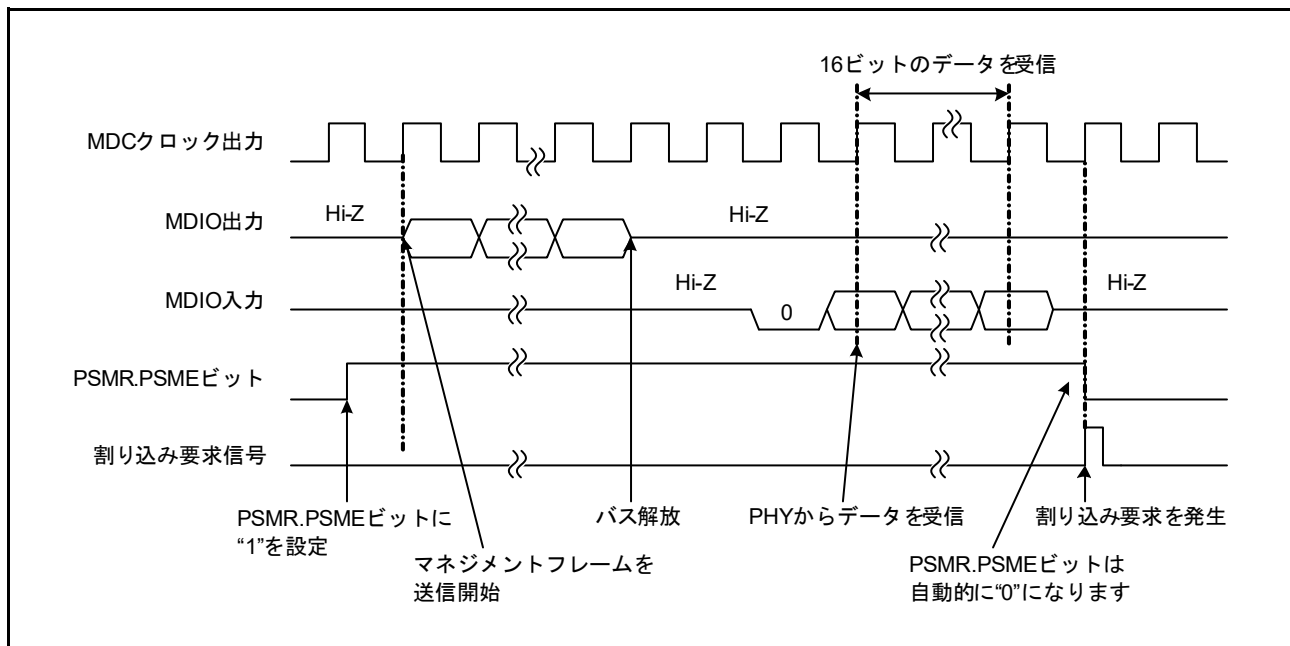 16ビットのデータを受信
MDCクロック出力
MDIO出力
Hi-Z
Hi-Z
MDIO入力
Hi-Z
0
Hi-Z
PSMR.PSMEビット
割り込み要求信号
PSMR.PSMEビットに
“1”を設定
マネジメントフレームを
送信開始
バス解放
PHYからデータを受信
PSMR.PSMEビットは
自動的に“0”になります
割り込み要求を発生